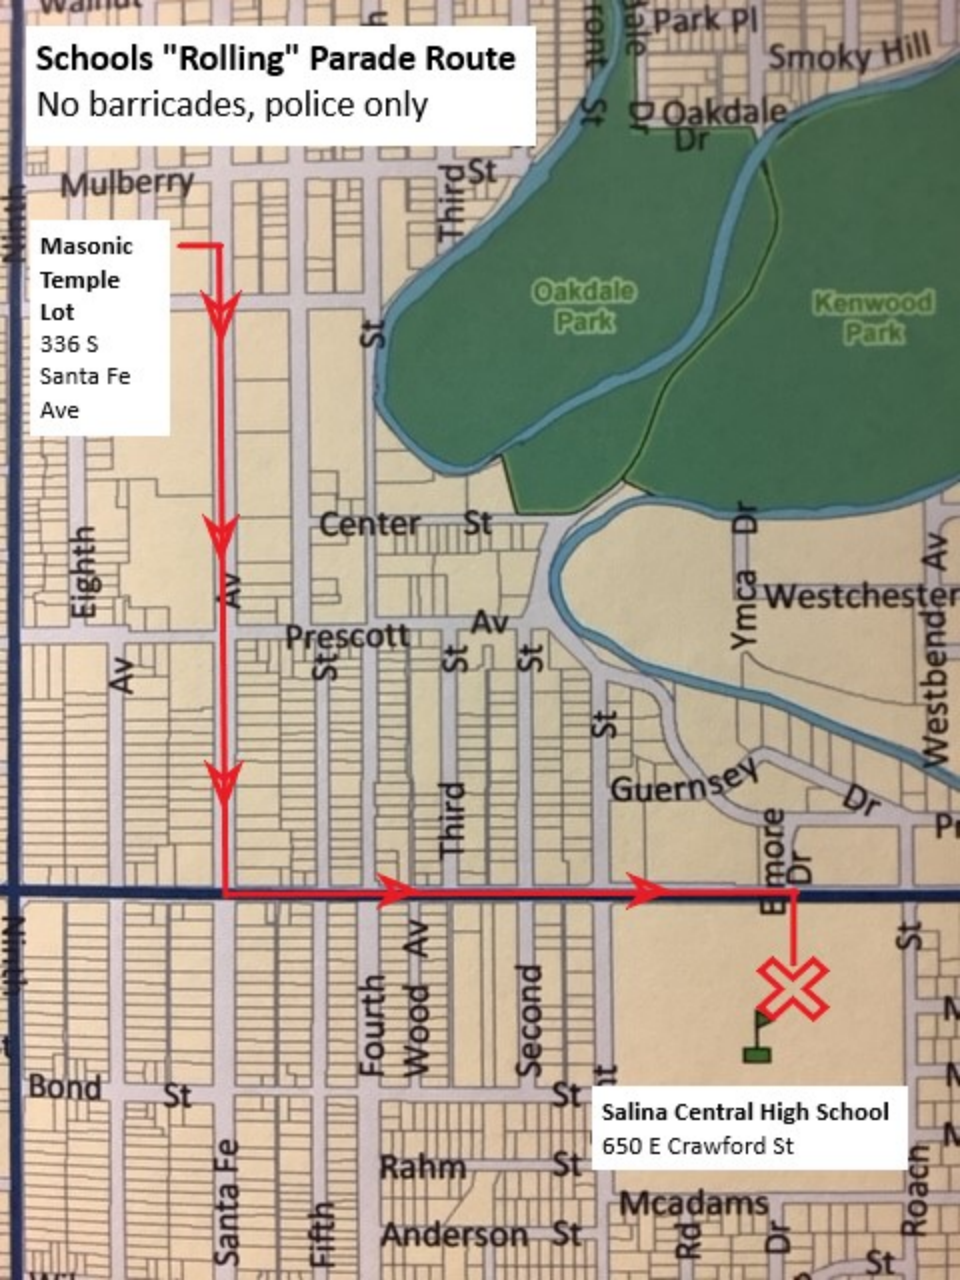 Schools "Rolling" Parade Route
No barricades, police only
Park Pl
Smoky Hill
Oakdale
Dr
Dr
St
Mulberry
St
Third
Masonic
Temple
Lot
336 S
Santa Fe
Ave
Oakdale
Park
Kenwood
Park
St
Center St
Dr
Ymca
Av
Westchester
Westbend
Eighth
Av
Prescott Av
Av
St
St
St
St
Guernsey
Dr
Third
Elmore
Dr
Ninth
Fourth
Wood Av
Second
St
Bond St
St
Salina Central High School
650 E Crawford St
Rahm St
Mcadams
Anderson St
Santa Fe
Fifth
Rd
Dr
Roach
St